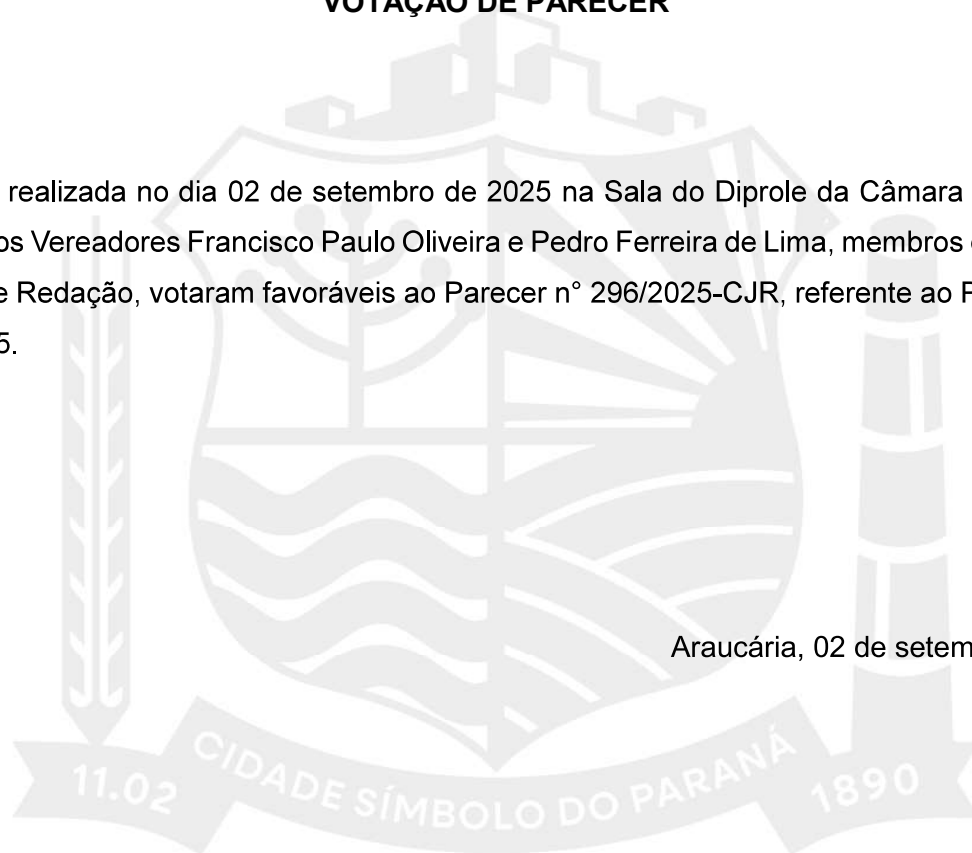 VOTAÇÃO DE PARECER
realizada no dia 02 de setembro de 2025 na Sala do Diprole da Câmara
os Vereadores Francisco Paulo Oliveira e Pedro Ferreira de Lima, membros
e Redação, votaram favoráveis ao Parecer n° 296/2025-CJR, referente ao P
5.
Araucária, 02 de setem
11.02 CIDADE SÍMBOLO DO PARANÁ 1890